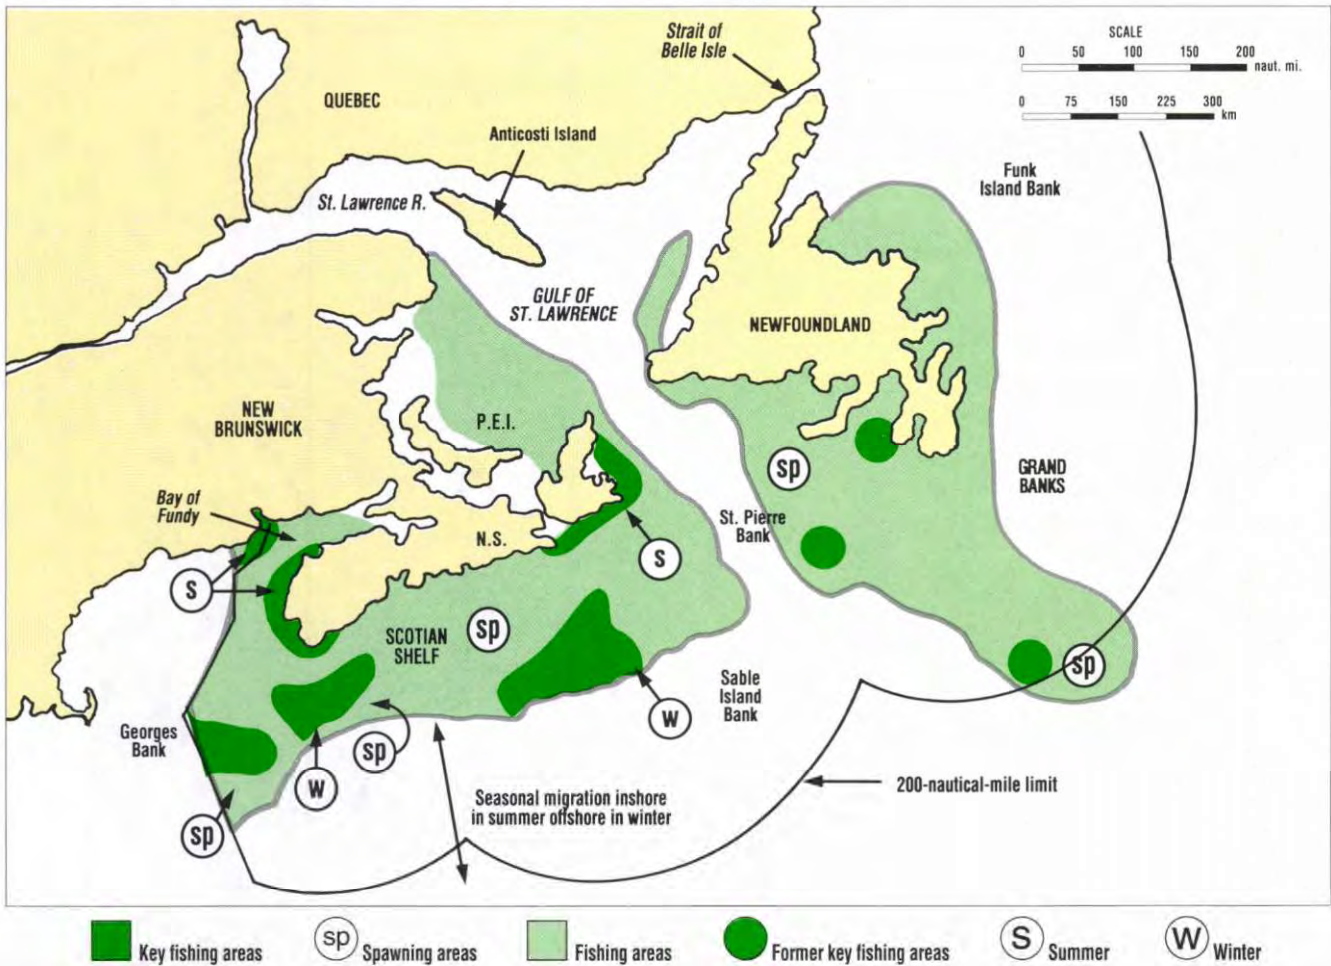 Strait of
Belle Isle
SCALE
0 50 100 150 200
naut. mi.
0 75 150 225 300
km
QUEBEC
Anticosti Island
Funk
Island Bank
St. Lawrence R.
GULF OF
ST. LAWRENCE
NEWFOUNDLAND
NEW
BRUNSWICK
P.E.I.
sp
GRAND
BANKS
Bay of
Fundy
St. Pierre
Bank
N.S.
S
S
sp
SCOTIAN
SHELF
sp
Sable
Island
Bank
W
Georges
Bank
sp
W
200-nautical-mile limit
Seasonal migration inshore
in summer offshore in winter
sp
Key fishing areas
sp Spawning areas
Fishing areas
Former key fishing areas
S Summer
W Winter